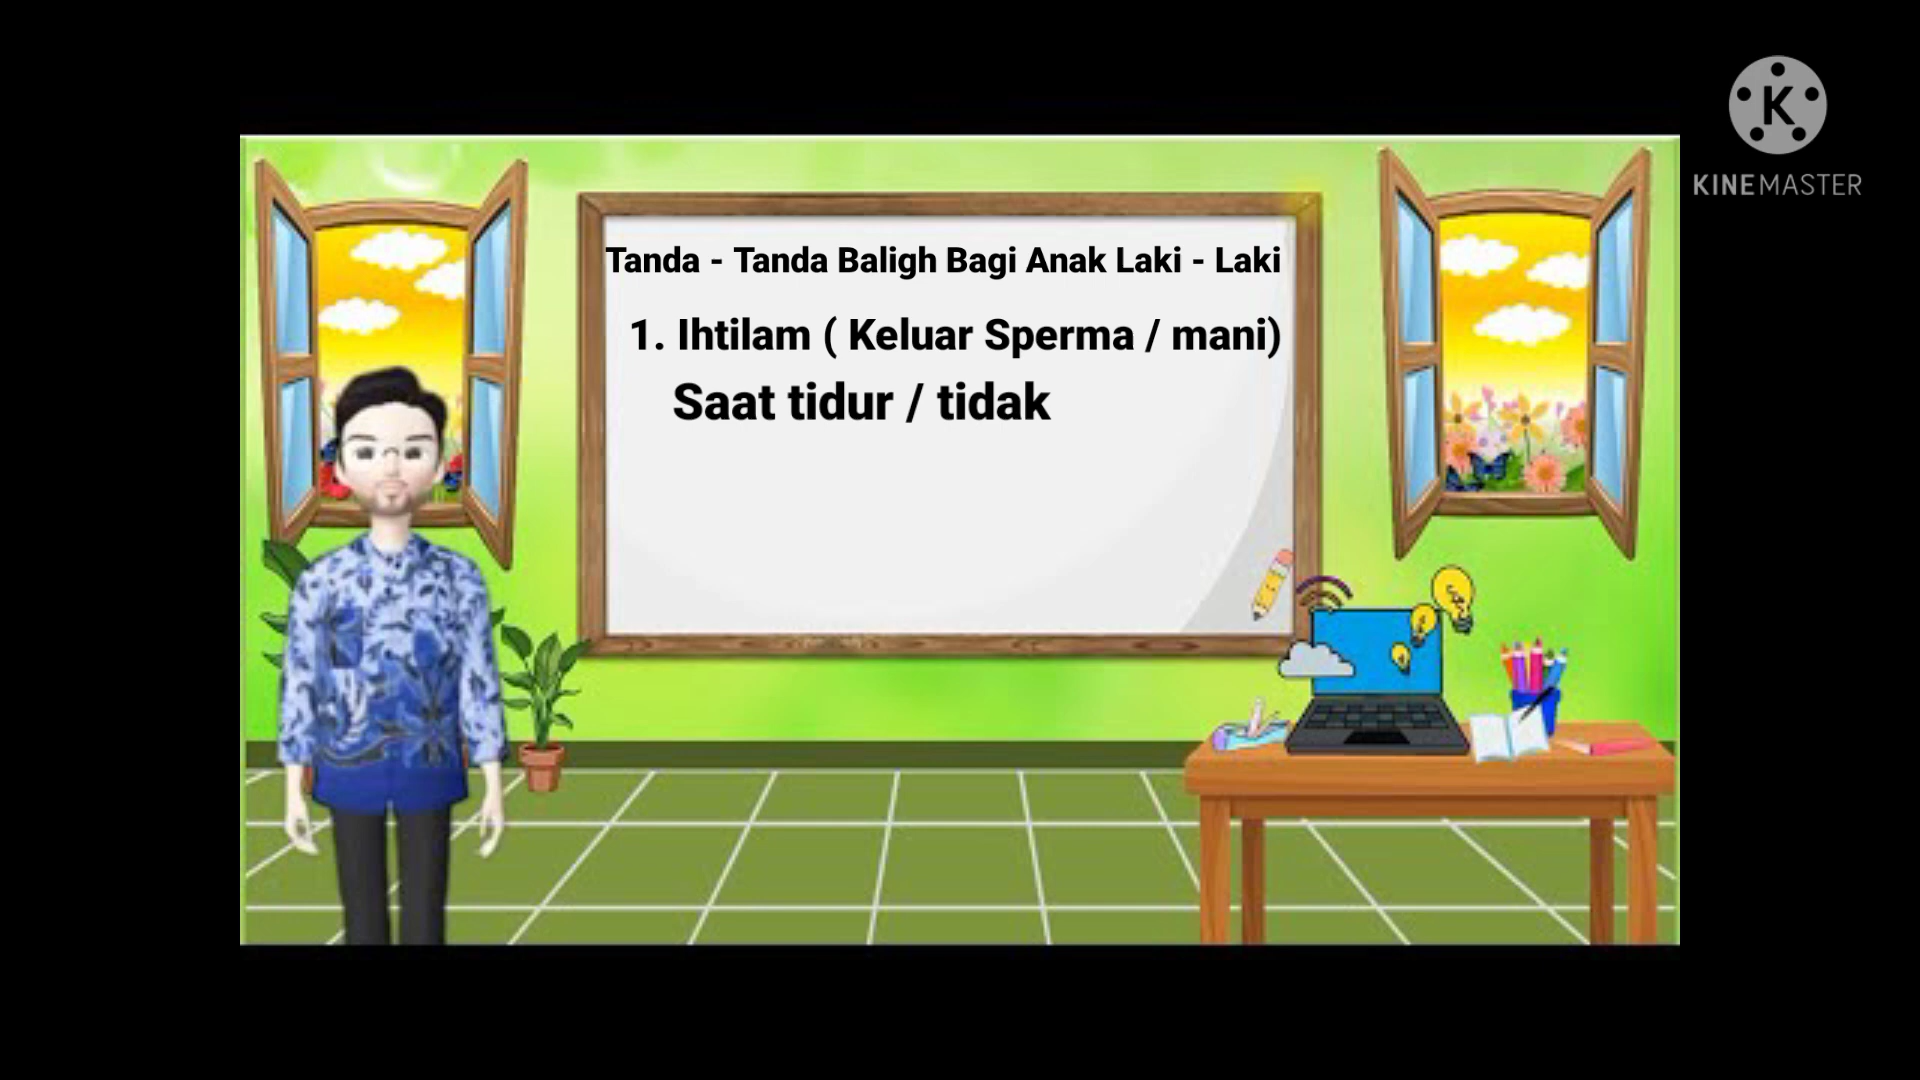 K
KINEMASTER
Tanda - Tanda Baligh Bagi Anak Laki - Laki
1. Ihtilam ( Keluar Sperma / mani)
Saat tidur / tidak